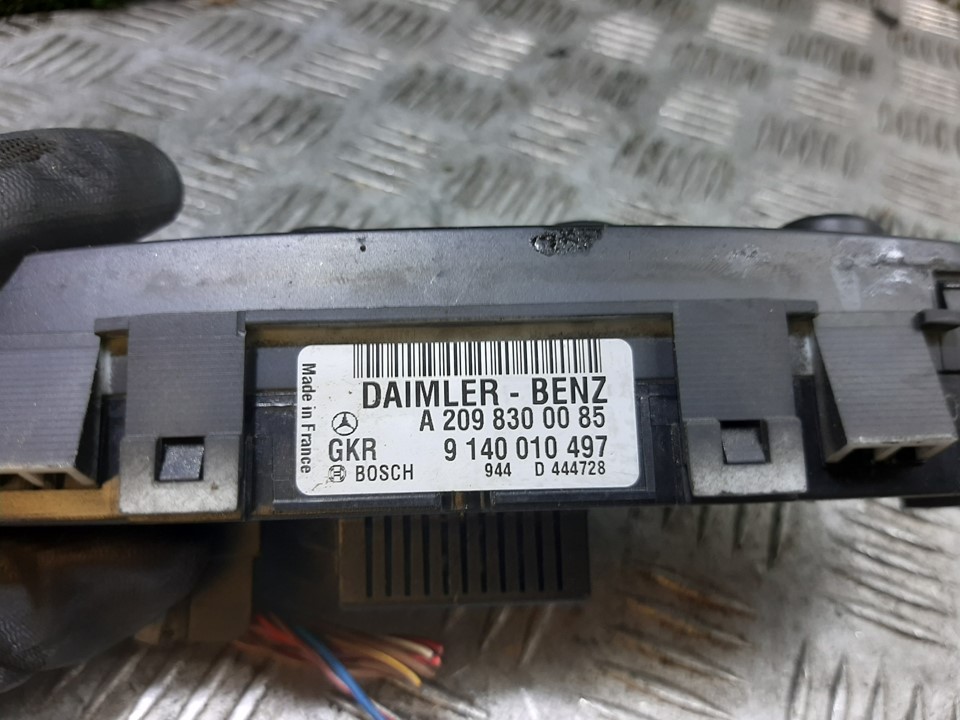 DAIMLER - BENZ
A 209 830 00 85
GKR 9 140 010 497
BOSCH 944 D 444728
Made in France